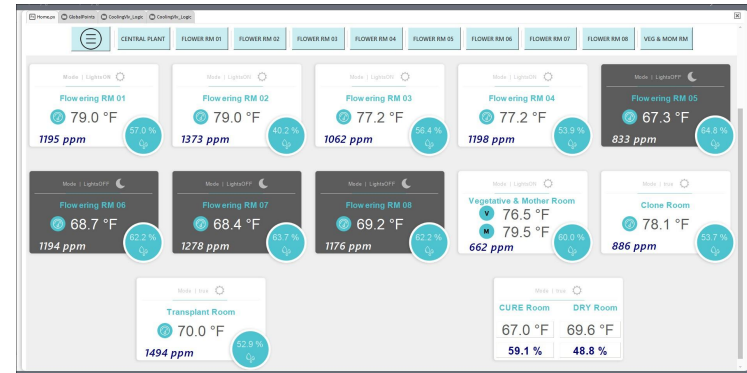 Home.pv GlobalPoints CoolingVlv_Logic CoolingVlv_Logic
CENTRAL PLANT FLOWER RM 01 FLOWER RM 02 FLOWER RM 03 FLOWER RM 04 FLOWER RM 05 FLOWER RM 06 FLOWER RM 07 FLOWER RM 08 VEG & MOM RM
Mode | LightsON
Flowering RM 01
79.0 °F
1195 ppm
57.0 %
Mode | LightsON
Flowering RM 02
79.0 °F
1373 ppm
40.2 %
Mode | LightsON
Flowering RM 03
77.2 °F
1062 ppm
56.4 %
Mode | LightsON
Flowering RM 04
77.2 °F
1198 ppm
53.9 %
Mode | LightsOFF
Flowering RM 05
67.3 °F
833 ppm
64.8 %
Mode | LightsOFF
Flowering RM 06
68.7 °F
1194 ppm
62.2 %
Mode | LightsOFF
Flowering RM 07
68.4 °F
1278 ppm
63.7 %
Mode | LightsOFF
Flowering RM 08
69.2 °F
1176 ppm
62.2 %
Mode | LightsON
Vegetative & Mother Room
V 76.5 °F
M 79.5 °F
662 ppm
60.0 %
Mode | true
Clone Room
78.1 °F
886 ppm
53.7 %
Mode | true
Transplant Room
70.0 °F
1494 ppm
52.9 %
Mode | true
CURE Room DRY Room
67.0 °F 69.6 °F
59.1 % 48.8 %